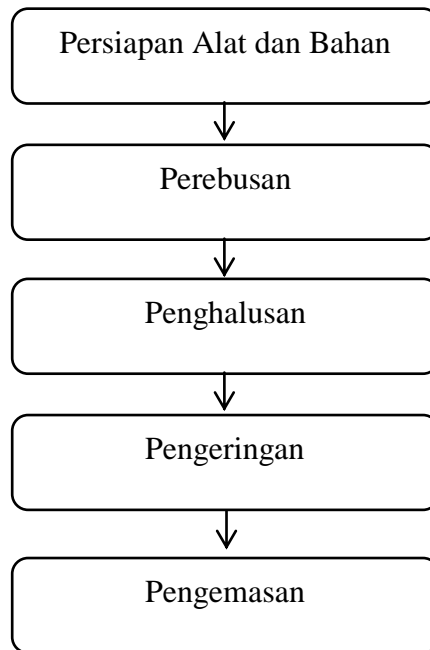 Persiapan Alat dan Bahan
Perebusan
Penghalusan
Pengeringan
Pengemasan